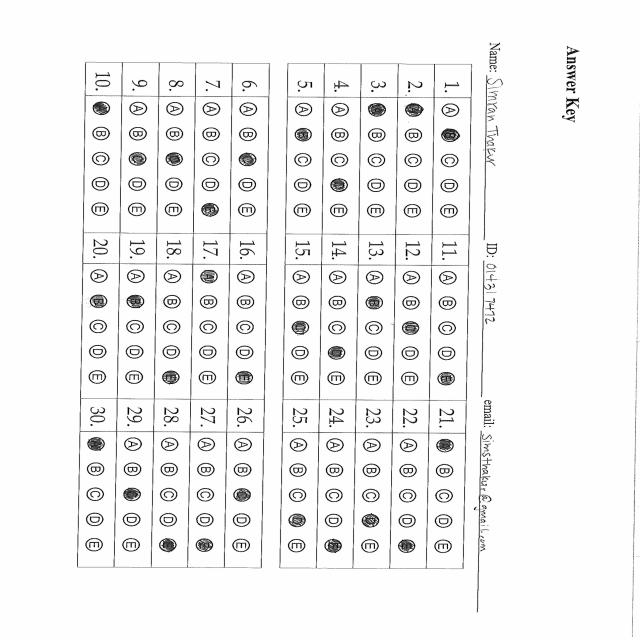 Answer Key
Name: Simran Thakur ID: 014317472 email: Simsthakur@gmail.com
1. A B C D E 11. A B C D E 21. A B C D E
2. A B C D E 12. A B C D E 22. A B C D E
3. A B C D E 13. A B C D E 23. A B C D E
4. A B C D E 14. A B C D E 24. A B C D E
5. A B C D E 15. A B C D E 25. A B C D E
6. A B C D E 16. A B C D E 26. A B C D E
7. A B C D E 17. A B C D E 27. A B C D E
8. A B C D E 18. A B C D E 28. A B C D E
9. A B C D E 19. A B C D E 29. A B C D E
10. A B C D E 20. A B C D E 30. A B C D E